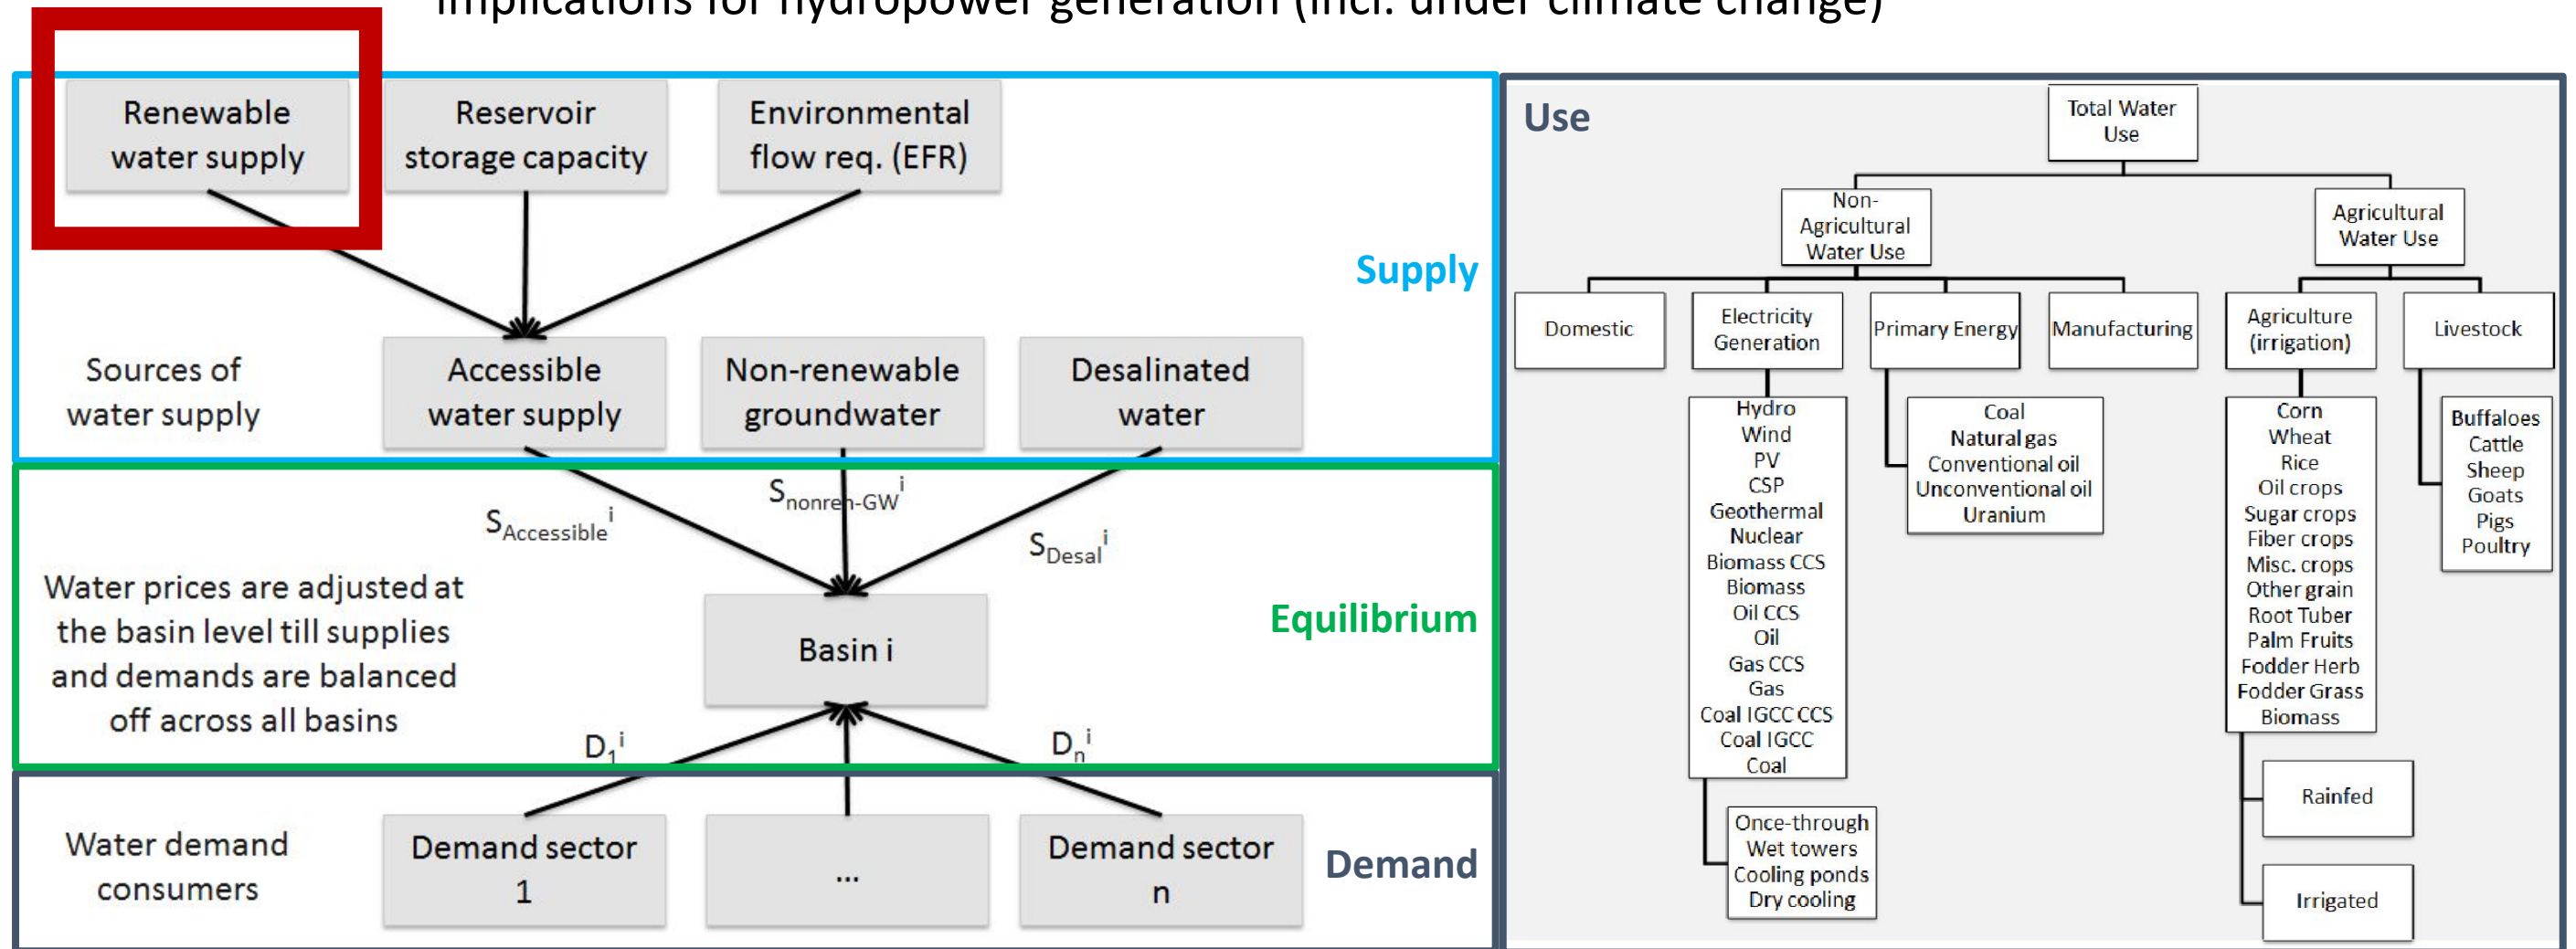 implications for hydropower generation (incl. under climate change)
Renewable
water supply
Reservoir
storage capacity
Environmental
flow req. (EFR)
Supply
Sources of
water supply
Accessible
water supply
Non-renewable
groundwater
Desalinated
water
S_Accessible^i
S_nonren-GW^i
S_Desal^i
Water prices are adjusted at
the basin level till supplies
and demands are balanced
off across all basins
Basin i
Equilibrium
D_1^i
D_n^i
Water demand
consumers
Demand sector
1
...
Demand sector
n
Demand
Use
Total Water
Use
Non-
Agricultural
Water Use
Agricultural
Water Use
Domestic
Electricity
Generation
Primary Energy
Manufacturing
Agriculture
(irrigation)
Livestock
Hydro
Wind
PV
CSP
Geothermal
Nuclear
Biomass CCS
Biomass
Oil CCS
Oil
Gas CCS
Gas
Coal IGCC CCS
Coal IGCC
Coal
Once-through
Wet towers
Cooling ponds
Dry cooling
Coal
Natural gas
Conventional oil
Unconventional oil
Uranium
Corn
Wheat
Rice
Oil crops
Sugar crops
Fiber crops
Misc. crops
Other grain
Root Tuber
Palm Fruits
Fodder Herb
Fodder Grass
Biomass
Rainfed
Irrigated
Buffaloes
Cattle
Sheep
Goats
Pigs
Poultry